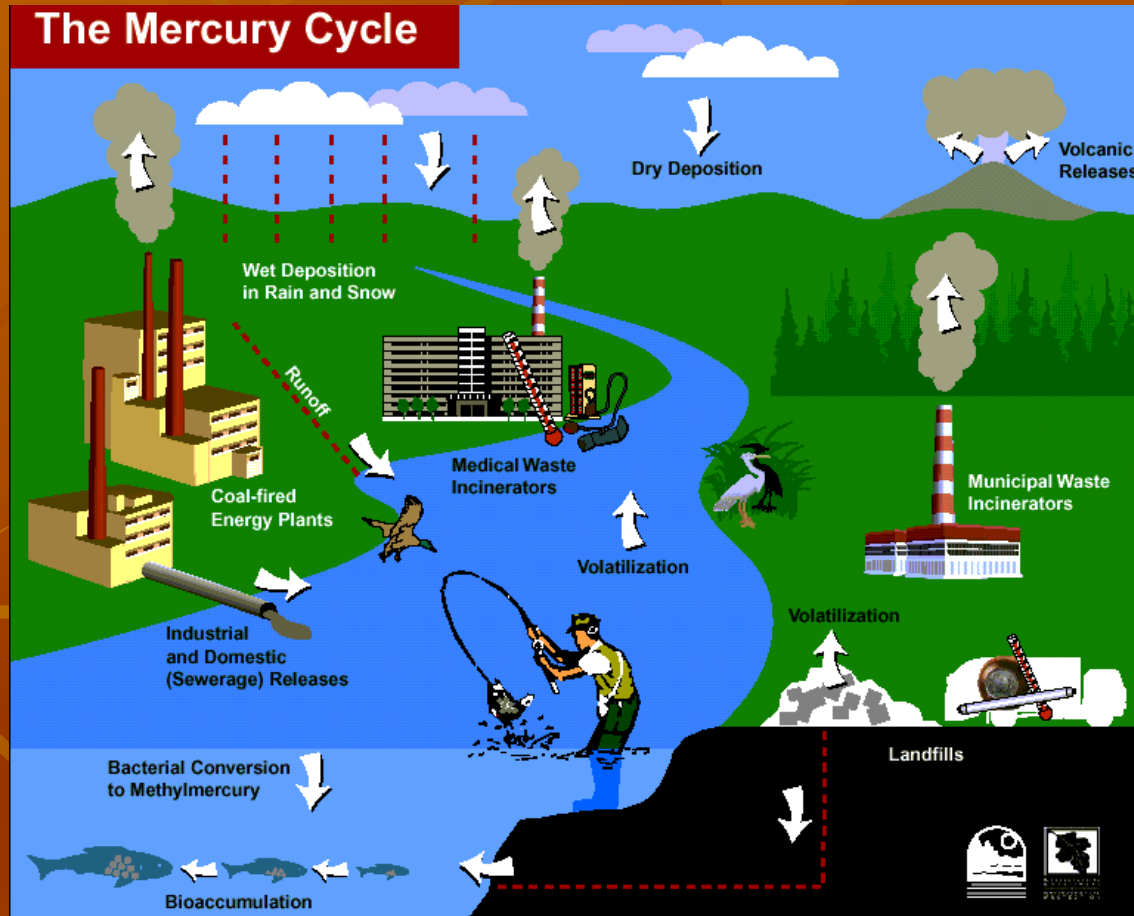 The Mercury Cycle
Volcanic
Releases
Dry Deposition
Wet Deposition
in Rain and Snow
Runoff
Medical Waste
Incinerators
Coal-fired
Energy Plants
Municipal Waste
Incinerators
Volatilization
Volatilization
Industrial
and Domestic
(Sewerage) Releases
Landfills
Bacterial Conversion
to Methylmercury
Bioaccumulation